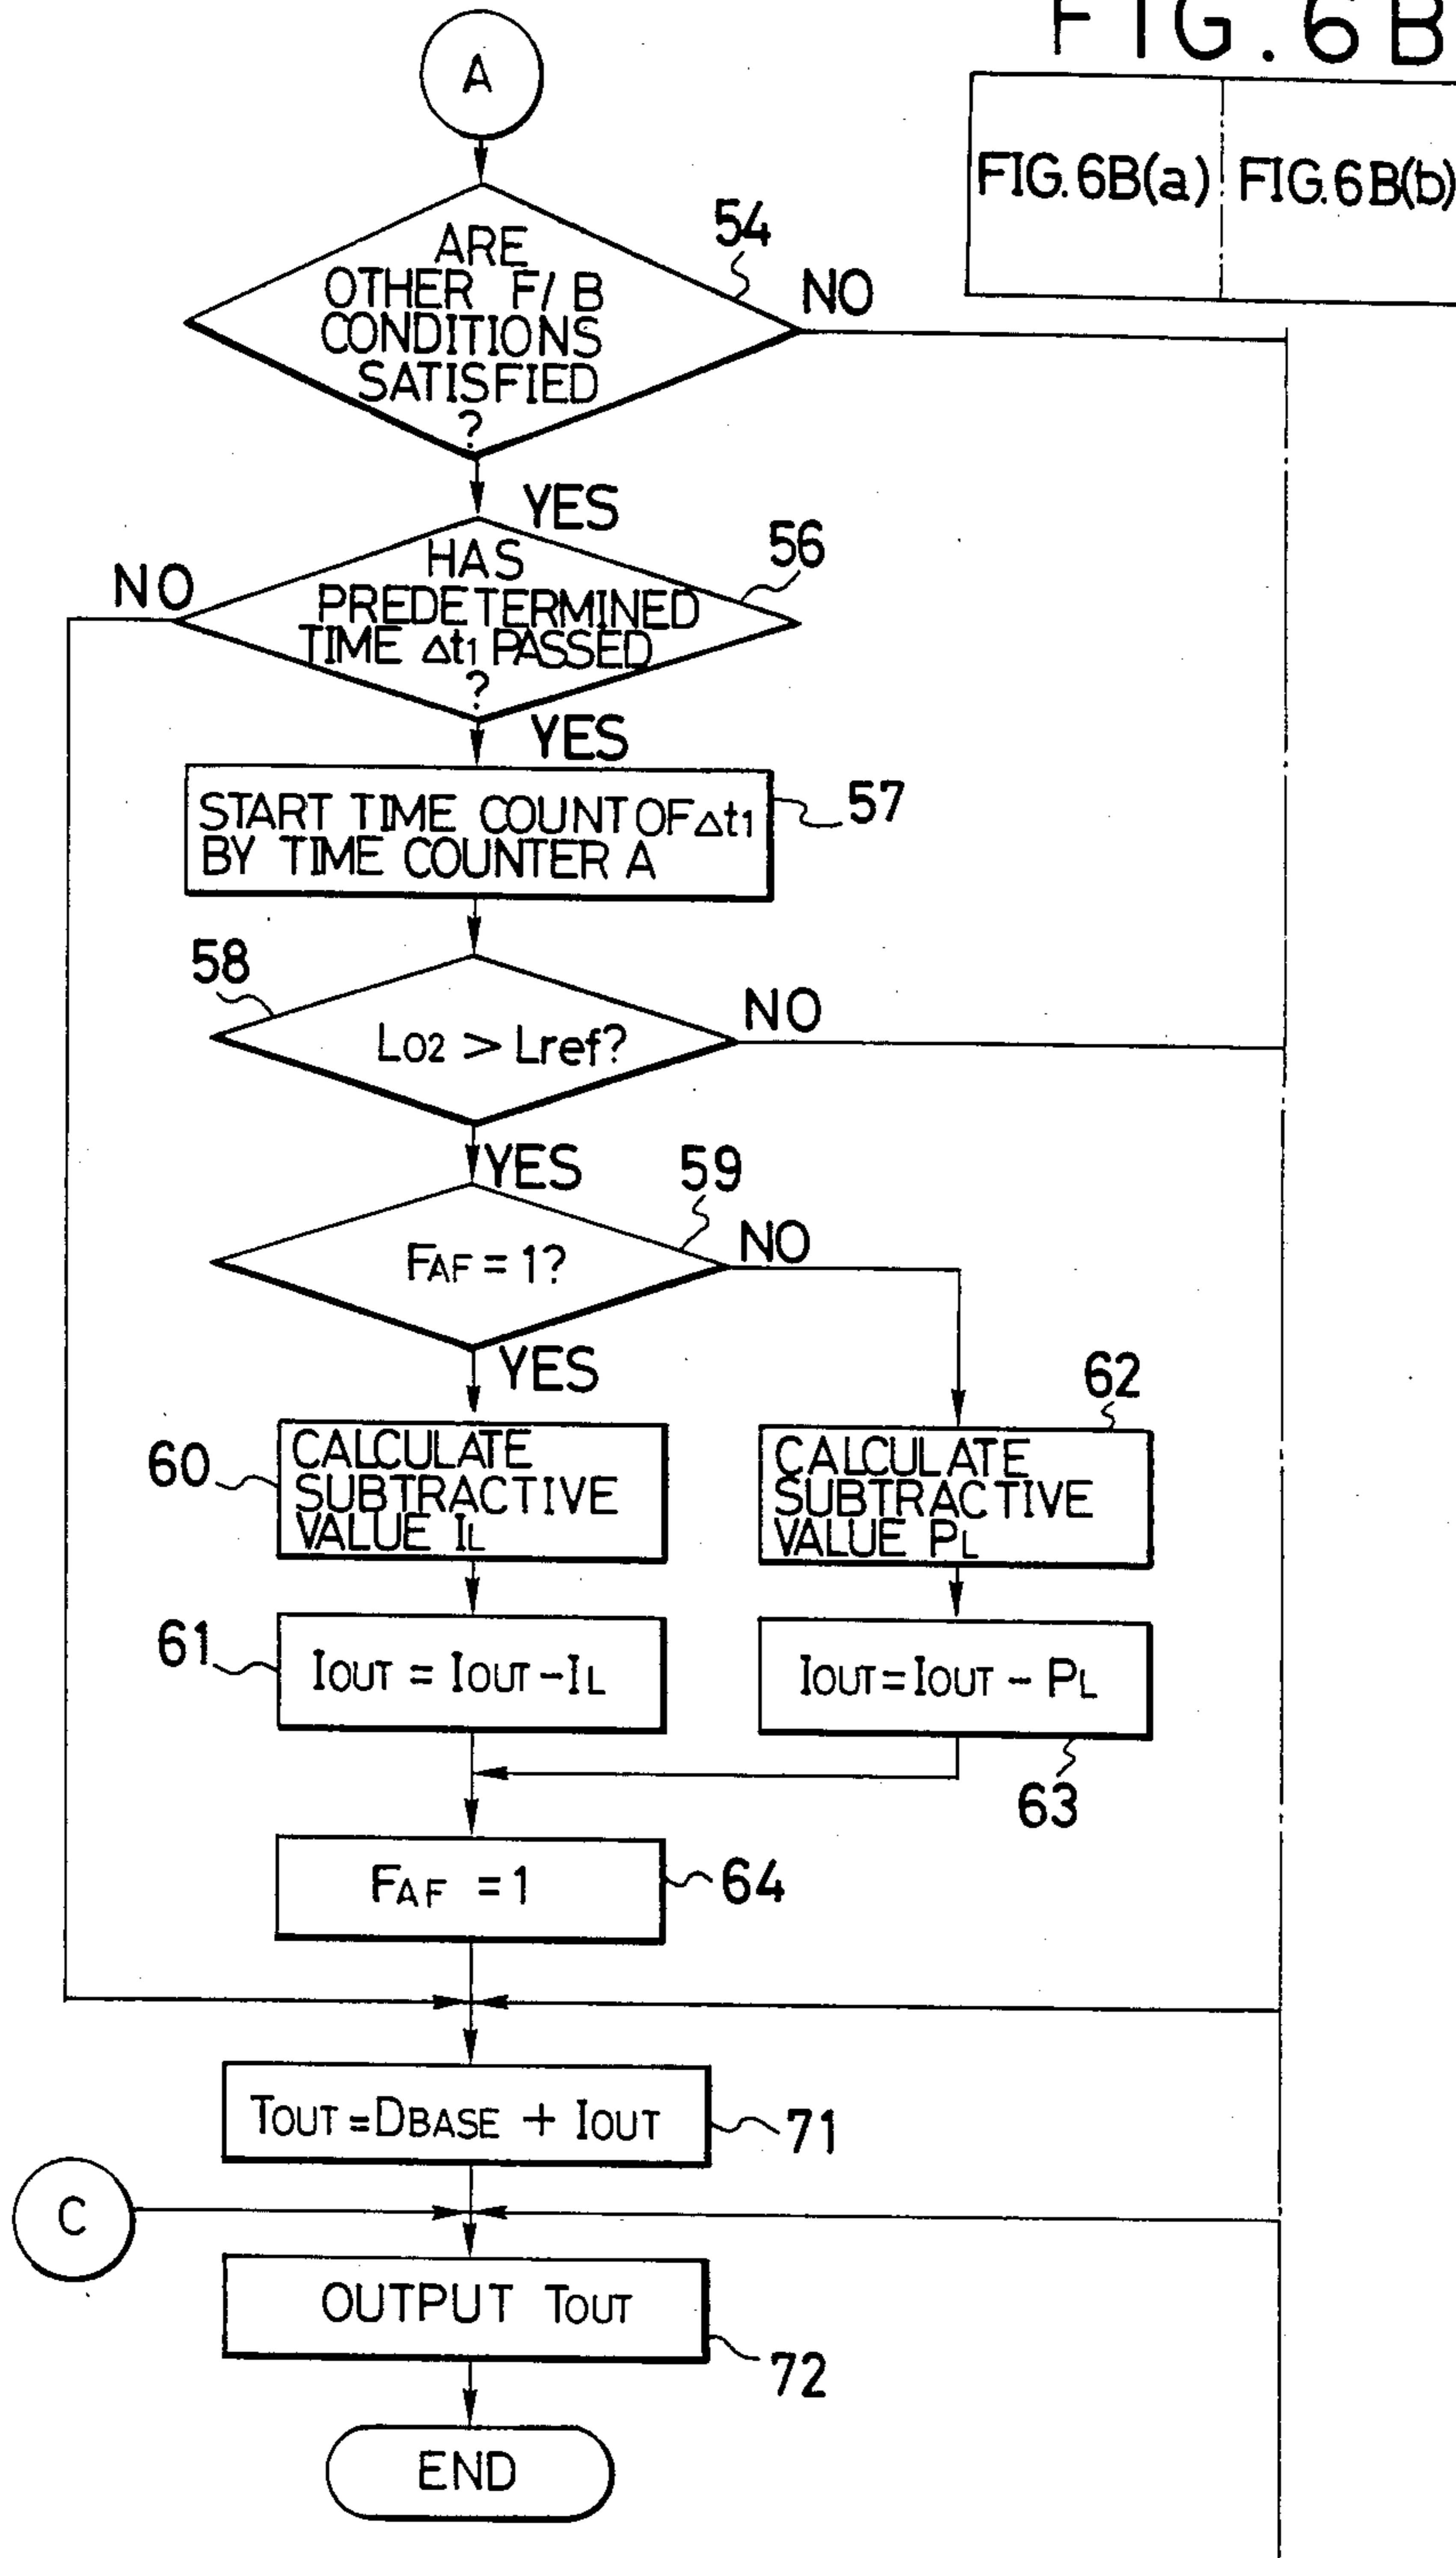 FIG. 6B
FIG.6B(a) FIG.6B(b)
A
ARE
OTHER F/B
CONDITIONS
SATISFIED
?
54
NO
YES
HAS
PREDETERMINED
TIME Δt1 PASSED
?
56
NO
YES
START TIME COUNT OF Δt1
BY TIME COUNTER A
57
58
LO2 > Lref?
NO
YES
59
FAF = 1?
NO
YES
60
CALCULATE
SUBTRACTIVE
VALUE IL
62
CALCULATE
SUBTRACTIVE
VALUE PL
61
IOUT = IOUT - IL
IOUT = IOUT - PL
63
FAF = 1
64
TOUT = DBASE + IOUT
71
C
OUTPUT TOUT
72
END